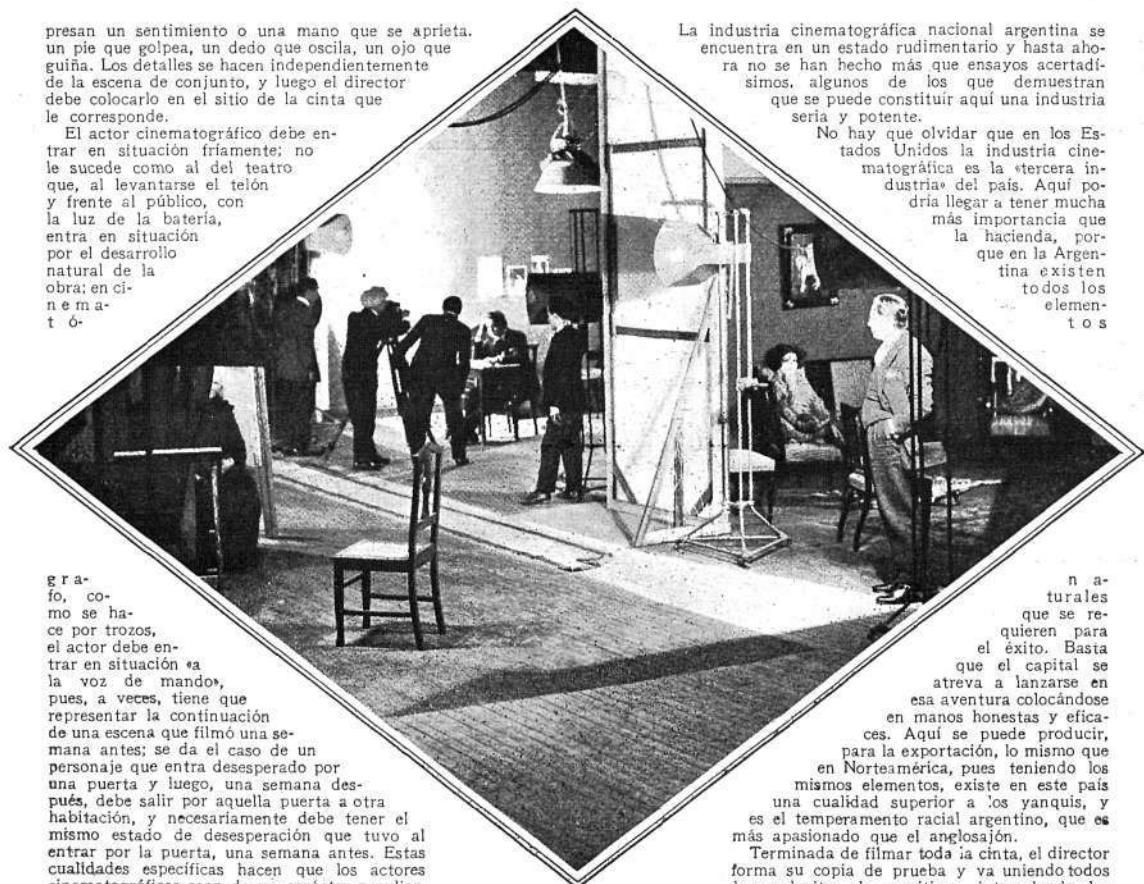 presan un sentimiento o una mano que se aprieta.
un pie que golpea, un dedo que oscila, un ojo que
guiña. Los detalles se hacen independientemente
de la escena de conjunto, y luego el director
debe colocarlo en el sitio de la cinta que
le corresponde.
El actor cinematográfico debe en-
trar en situación fríamente; no
le sucede como al del teatro
que, al levantarse el telón
y frente al público, con
la luz de la batería,
entra en situación
por el desarrollo
natural de la
obra; en ci-
nema-
tó-
gra-
fo, co-
mo se ha-
ce por trozos,
el actor debe en-
trar en situación «a
la voz de mando»,
pues, a veces, tiene que
representar la continuación
de una escena que filmó una se-
mana antes; se da el caso de un
personaje que entra desesperado por
una puerta y luego, una semana des-
pués, debe salir por aquella puerta a otra
habitación, y necesariamente debe tener el
mismo estado de desesperación que tuvo al
entrar por la puerta, una semana antes. Estas
cualidades específicas hacen que los actores
La industria cinematográfica nacional argentina se
encuentra en un estado rudimentario y hasta aho-
ra no se han hecho más que ensayos acertadí-
simos, algunos de los que demuestran
que se puede constituír aquí una industria
seria y potente.
No hay que olvidar que en los Es-
tados Unidos la industria cine-
matográfica es la «tercera in-
dustria» del país. Aquí po-
dría llegar a tener mucha
más importancia que
la hacienda, por-
que en la Argen-
tina existen
todos los
elemen-
tos
na-
turales
que se re-
quieren para
el éxito. Basta
que el capital se
atreva a lanzarse en
esa aventura colocándose
en manos honestas y efica-
ces. Aquí se puede producir,
para la exportación, lo mismo que
en Norteamérica, pues teniendo los
mismos elementos, existe en este país
una cualidad superior a los yanquis, y
es el temperamento racial argentino, que es
más apasionado que el anglosajón.
Terminada de filmar toda la cinta, el director
forma su copia de prueba y va uniendo todos